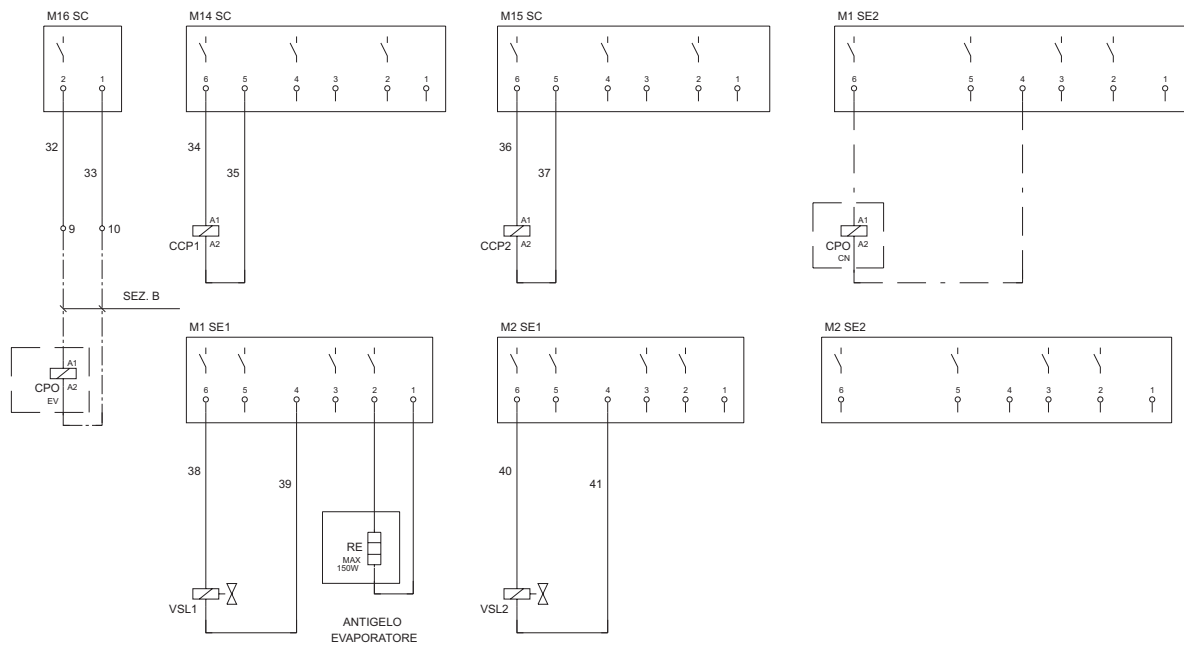 M16 SC
2 1
32
33
9 10
SEZ. B
A1
A2
CPO
EV
M14 SC
6 5 4 3 2 1
34
35
A1
A2
CCP1
M15 SC
6 5 4 3 2 1
36
37
A1
A2
CCP2
M1 SE2
6 5 4 3 2 1
A1
A2
CPO
CN
M1 SE1
6 5 4 3 2 1
38
39
VSL1
RE
MAX
150W
ANTIGELO
EVAPORATORE
M2 SE1
6 5 4 3 2 1
40
41
VSL2
M2 SE2
6 5 4 3 2 1